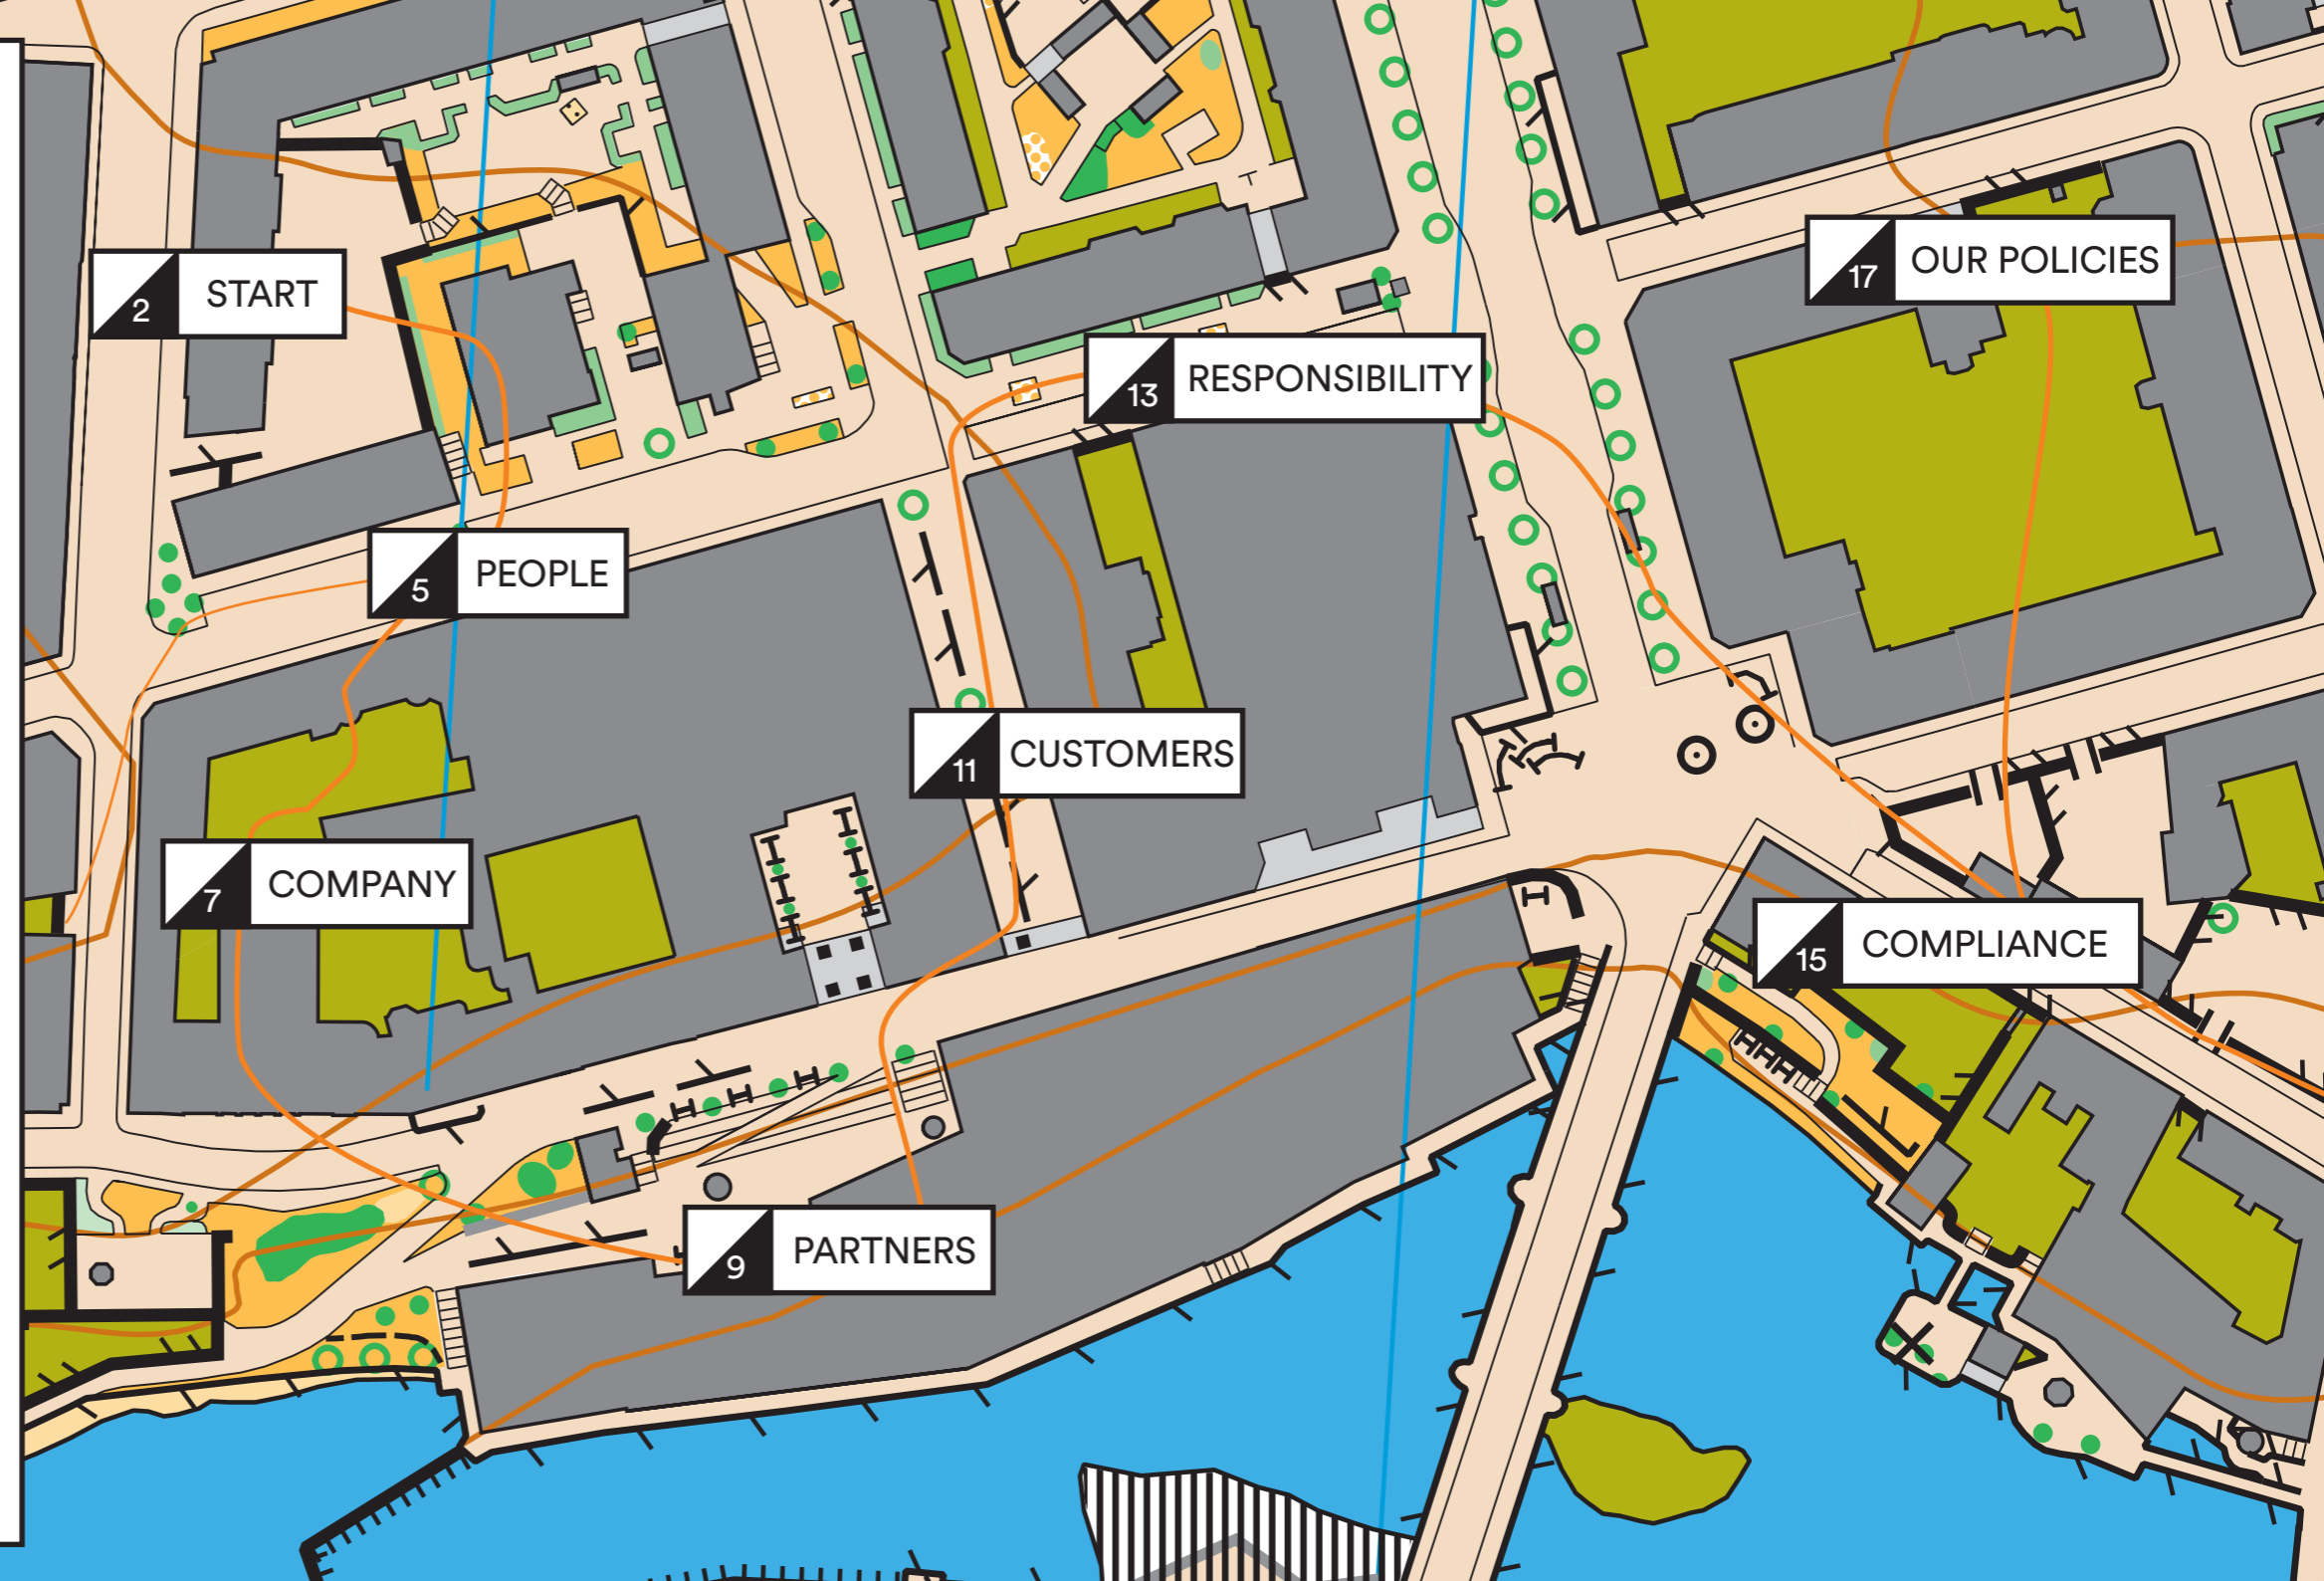 2 START
17 OUR POLICIES
13 RESPONSIBILITY
5 PEOPLE
11 CUSTOMERS
7 COMPANY
15 COMPLIANCE
9 PARTNERS